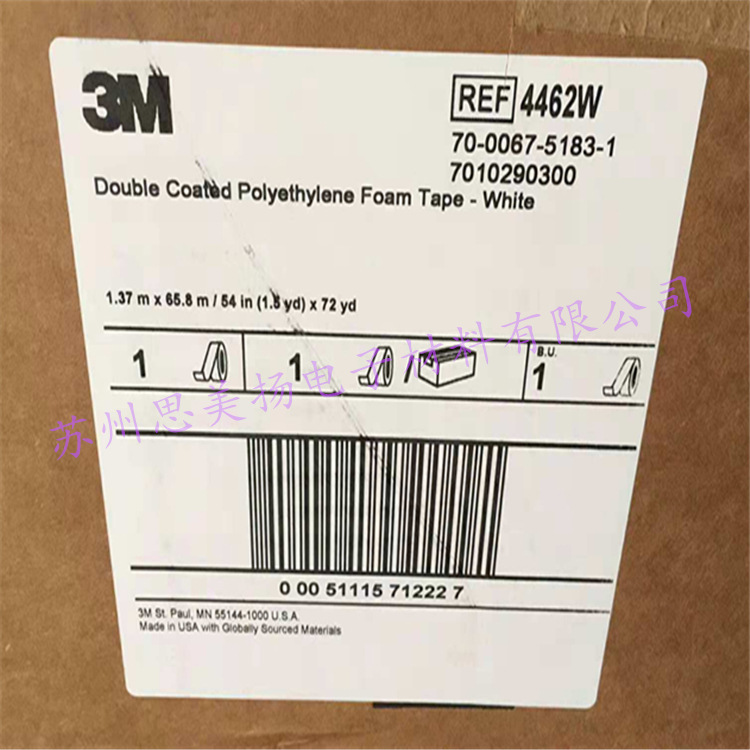 3M
REF 4462W
70-0067-5183-1
7010290300
Double Coated Polyethylene Foam Tape - White
1.37 m x 65.8 m / 54 in (1.5 yd) x 72 yd
1
1
/
B.U.
1
苏州思美扬电子材料有限公司
0 00 51115 71222 7
3M St. Paul, MN 55144-1000 U.S.A.
Made in USA with Globally Sourced Materials